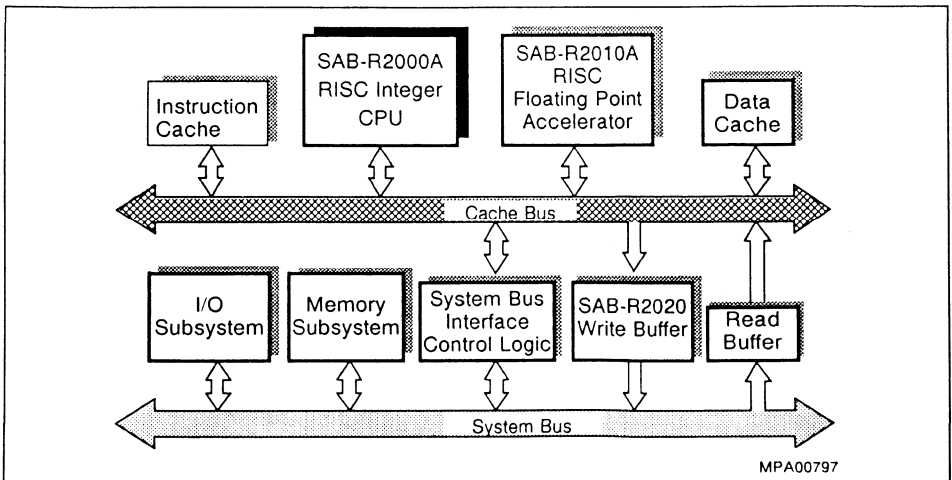 Instruction
Cache
SAB-R2000A
RISC Integer
CPU
SAB-R2010A
RISC
Floating Point
Accelerator
Data
Cache
Cache Bus
I/O
Subsystem
Memory
Subsystem
System Bus
Interface
Control Logic
SAB-R2020
Write Buffer
Read
Buffer
System Bus
MPA00797